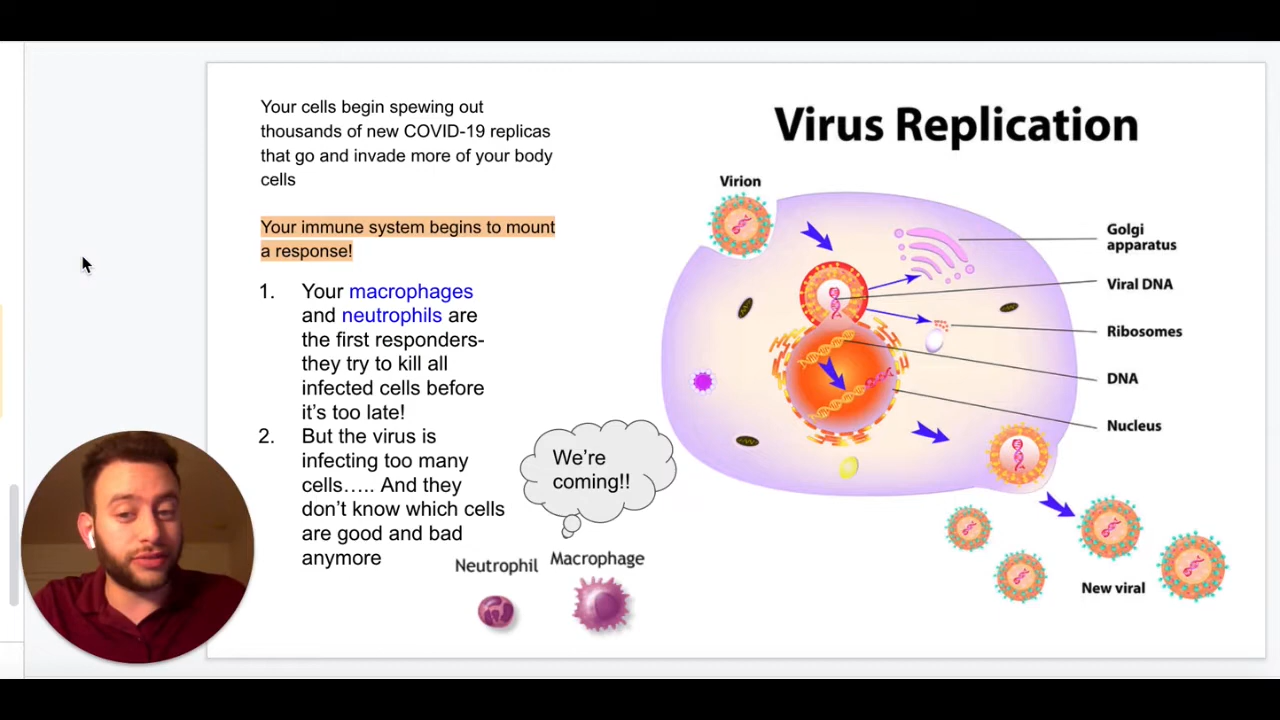 Your cells begin spewing out
thousands of new COVID-19 replicas
that go and invade more of your body
cells
Your immune system begins to mount
a response!
1. Your macrophages
and neutrophils are
the first responders-
they try to kill all
infected cells before
it's too late!
2. But the virus is
infecting too many
cells….. And they
don't know which cells
are good and bad
anymore
We're
coming!!
Neutrophil
Macrophage
Virus Replication
Virion
Golgi
apparatus
Viral DNA
Ribosomes
DNA
Nucleus
New viral